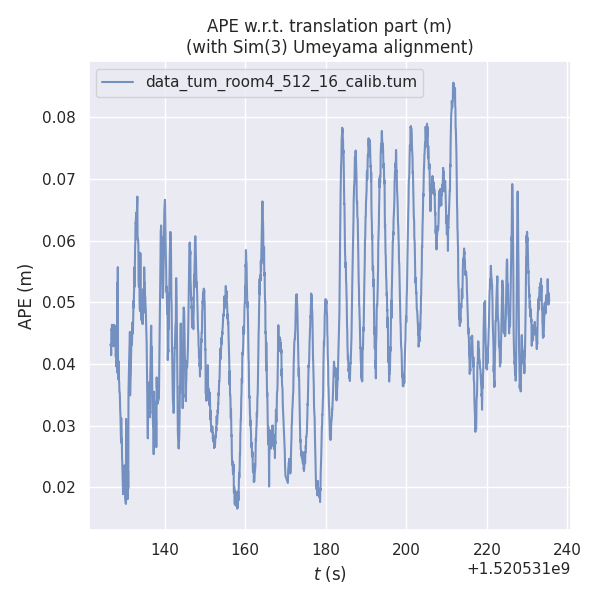 APE w.r.t. translation part (m)
(with Sim(3) Umeyama alignment)
data_tum_room4_512_16_calib.tum
APE (m)
0.08
0.07
0.06
0.05
0.04
0.03
0.02
140 160 180 200 220 240
+1.520531e9
t (s)